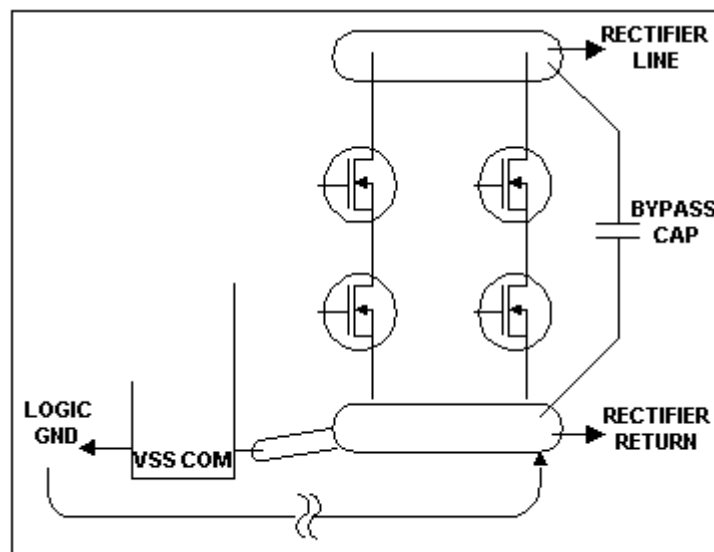 RECTIFIER
LINE
BYPASS
CAP
LOGIC
GND
VSS COM
RECTIFIER
RETURN